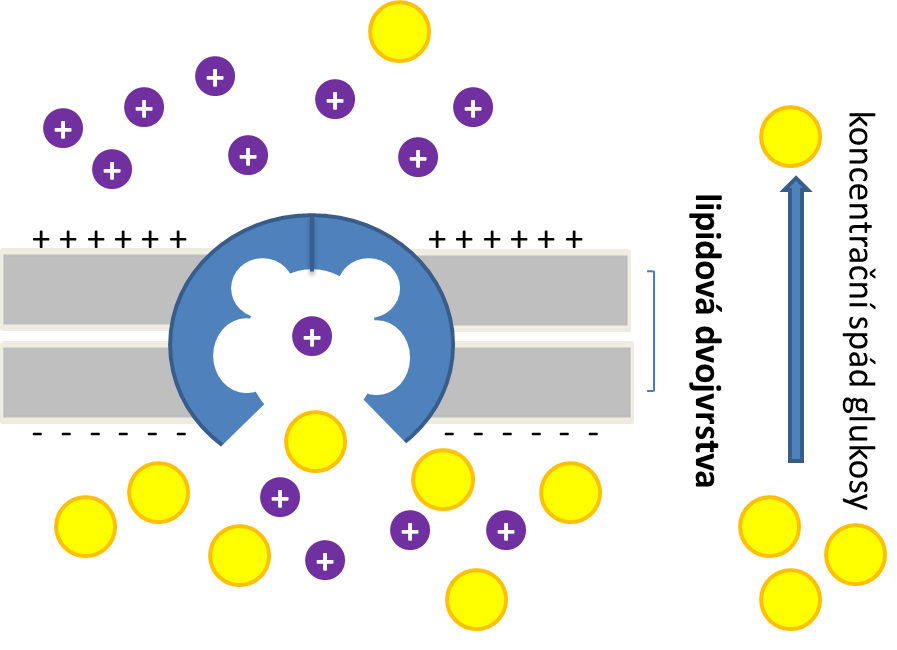 + + +
+ +
+ + +
+ + + + + + + + + + + +
+
- - - - - - - - - - - -
+
+ +
+
lipidová dvojvrstva
koncentrační spád glukosy